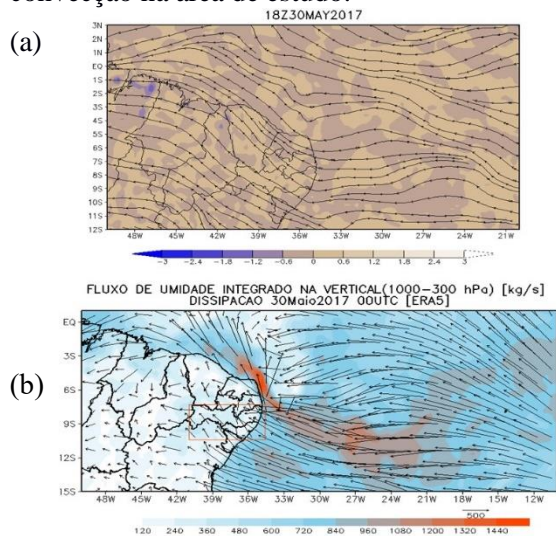 convecção na área de estudo.
18Z30MAY2017
(a)
3N
2N
1N
EQ
1S
2S
3S
4S
5S
6S
7S
8S
9S
10S
11S
12S
48W 45W 42W 39W 36W 33W 30W 27W 24W 21W
-3 -2.4 -1.8 -1.2 -0.6 0 0.6 1.2 1.8 2.4 3
FLUXO DE UMIDADE INTEGRADO NA VERTICAL(1000−300 hPa) [kg/s]
DISSIPACAO 30Maio2017 00UTC [ERA5]
(b)
EQ
3S
6S
9S
12S
15S
48W 45W 42W 39W 36W 33W 30W 27W 24W 21W 18W 15W 12W
500
120 240 360 480 600 720 840 960 1080 1200 1320 1440